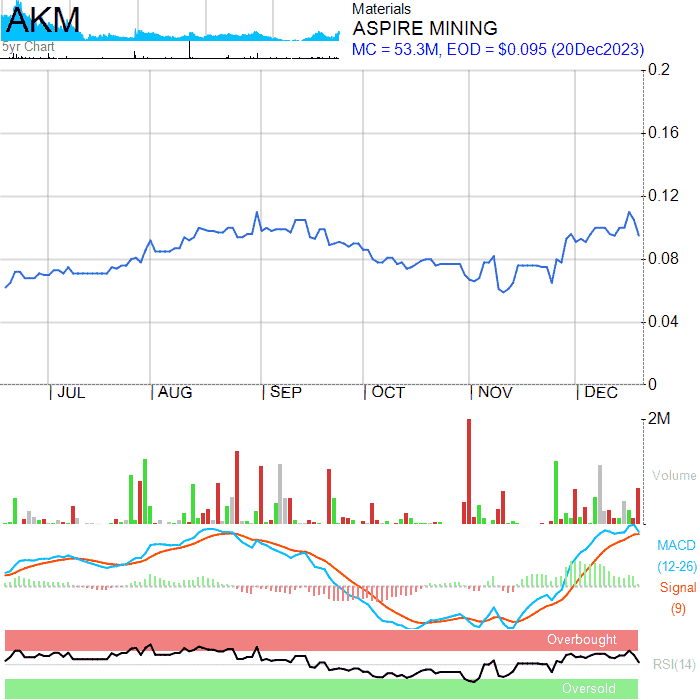 AKM
5yr Chart
Materials
ASPIRE MINING
MC = 53.3M, EOD = $0.095 (20Dec2023)
0.2
0.16
0.12
0.08
0.04
0
| JUL | AUG | SEP | OCT | NOV | DEC
2M
Volume
MACD
(12-26)
Signal
(9)
Overbought
RSI(14)
Oversold